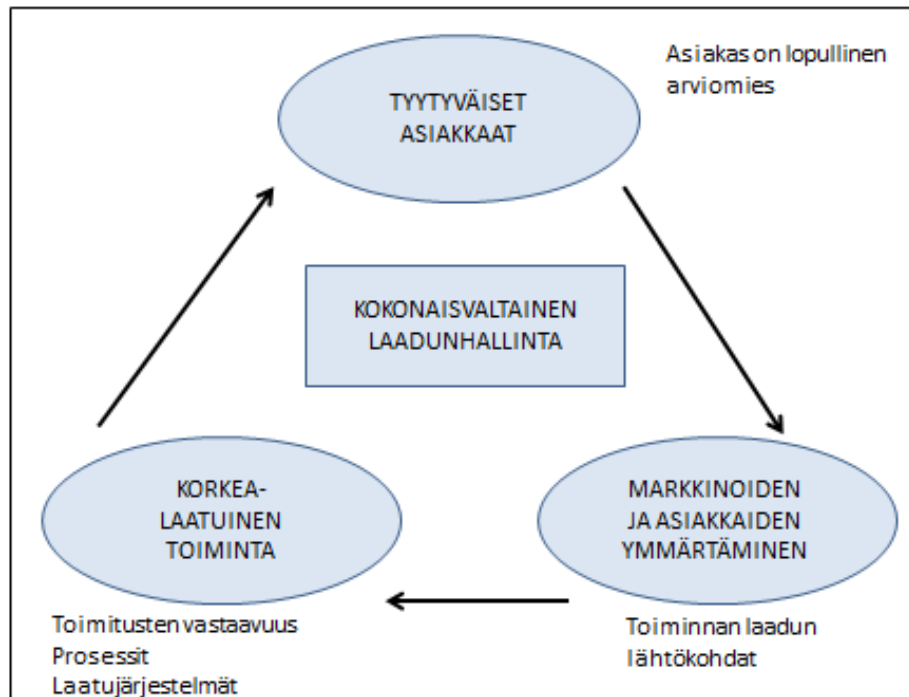 Asiakas on lopullinen
arviomies
TYYTYVÄISET
ASIAKKAAT
KOKONAISVALTAINEN
LAADUNHALLINTA
KORKEA-
LAATUINEN
TOIMINTA
MARKKINOIDEN
JA ASIAKKAIDEN
YMMÄRTÄMINEN
Toimitusten vastaavuus
Prosessit
Laatujärjestelmät
Toiminnan laadun
lähtökohdat